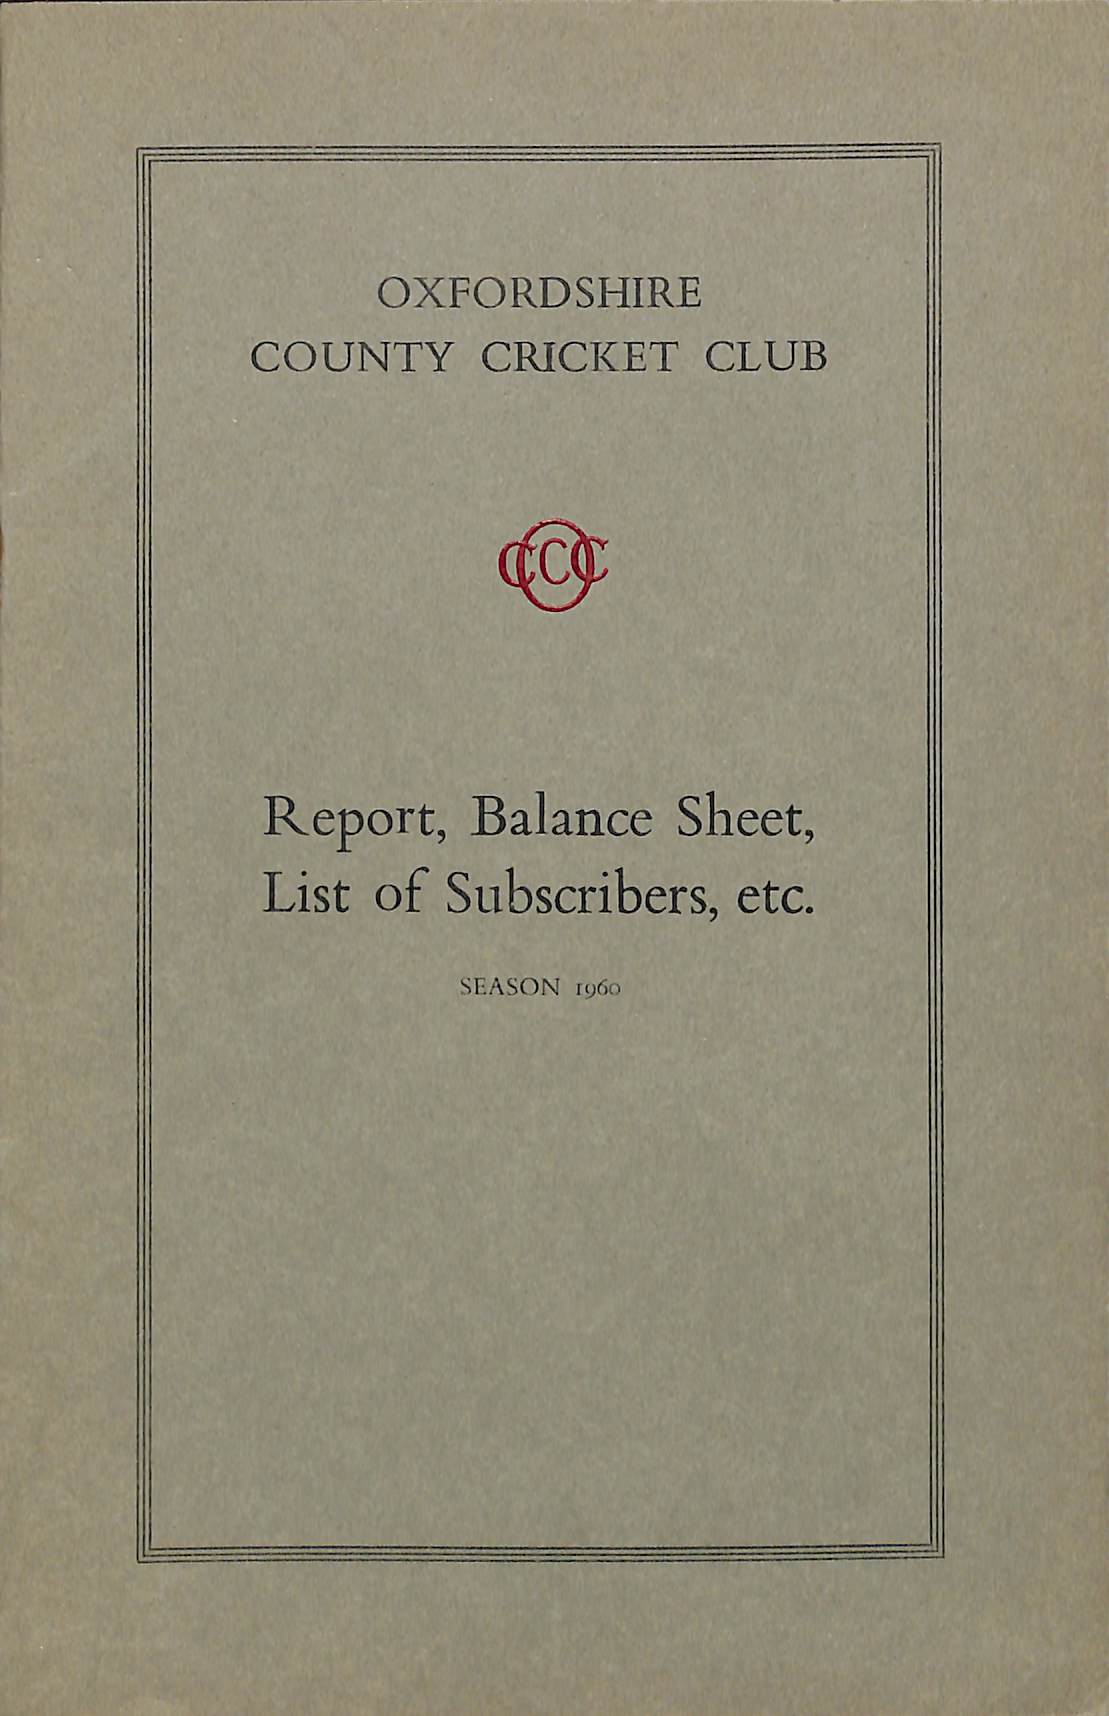 OXFORDSHIRE
COUNTY CRICKET CLUB
OCCC
Report, Balance Sheet,
List of Subscribers, etc.
SEASON 1960